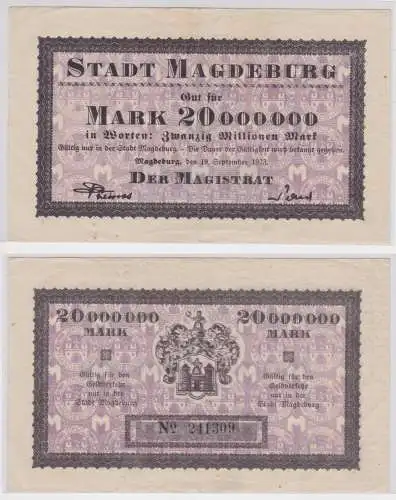 STADT MAGDEBURG
Gut für
MARK 20000000
in Worten: Zwanzig Millionen Mark
Gültig nur in der Stadt Magdeburg – Die Dauer der Gültigkeit wird bekannt gegeben.
Magdeburg, den 19. September 1923.
DER MAGISTRAT
20000000
MARK
Gültig für den
Geldverkehr
nur in der
Stadt Magdeburg
20000000
MARK
Gültig für den
Geldverkehr
nur in der
Stadt Magdeburg
No 241309